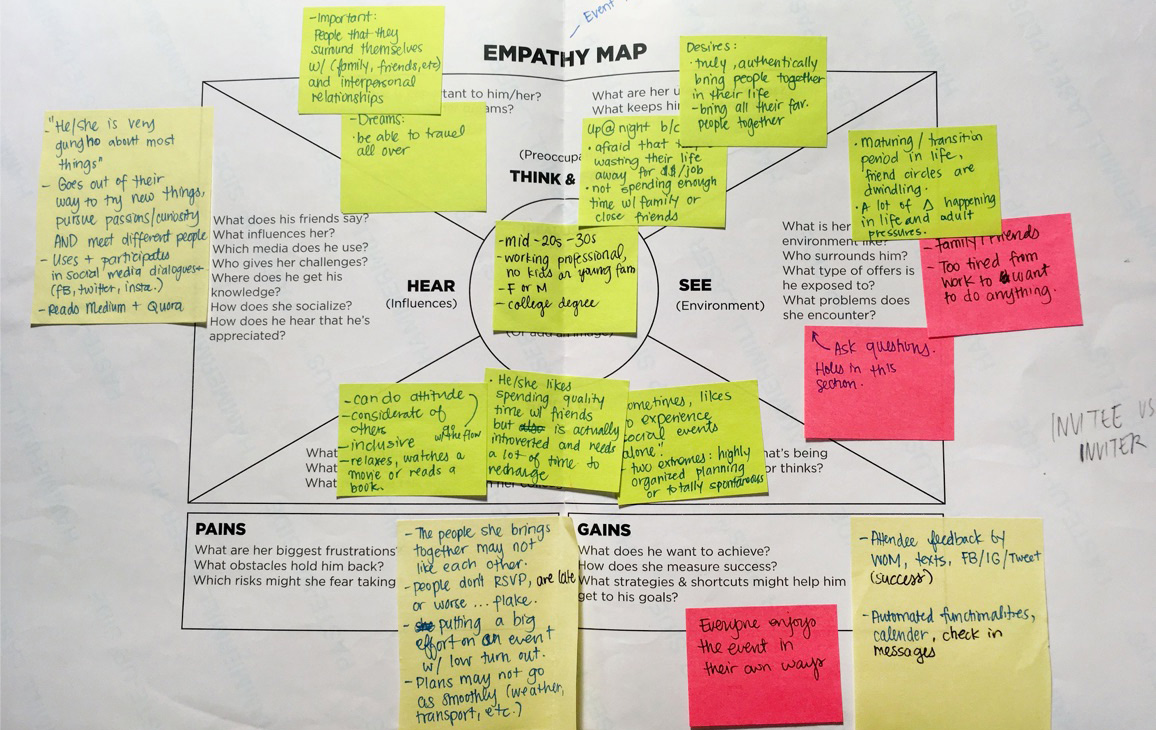 Event
EMPATHY MAP
-Important:
People that they
surround themselves
w/ (family, friends, etc)
and interpersonal
relationships
tant to him/her?
ams?
-Dreams:
·be able to travel
all over
What are her
What keeps
Desires:
·truly, authentically
bring people together
in their life
-bring all their fav.
people together
Up@ night b/c
·afraid that
wasting their life
away for $$/job
·not spending enough
time w/ family or
close friends
(Preoccupa
THINK &
·maturing / transition
period in life,
friend circles are
dwindling.
·A lot of Δ happening
in life and adult
pressures.
-"He/she is very
gungho about most
things"
- Goes out of their
way to try new things,
pursue passions/curiosity
AND meet different people
- Uses + participates
in social media dialogues
(fB, twitter, insta.)
-Reads Medium + Quora
What does his friends say?
What influences her?
Which media does he use?
Who gives her challenges?
Where does he get his
knowledge?
How does she socialize?
How does he hear that he's
appreciated?
HEAR
(Influences)
-mid-20s-30s
-working professional,
no kids or young fam
-F or M
-college degree
(Or add an image)
SEE
(Environment)
What is her
environment like?
Who surrounds him?
What type of offers is
he exposed to?
What problems does
she encounter?
-family/friends
- Too tired from
work to want
to do anything.
Ask questions.
Holes in this
section.
INVITEE VS
INVITER
-can do attitude
-considerate of
others
go
w/the flow
-inclusive
-relaxes, watches a
movie or reads a
book.
What
What
What
· He/she likes
spending quality
time w/ friends
but is actually
introverted and needs
a lot of time to
recharge
ometimes, likes
o experience
social events
alone".
· two extremes: highly
organized planning
or totally spontaneous
hat's being
or thinks?
PAINS
What are her biggest frustrations
What obstacles hold him back?
Which risks might she fear taking
- The people she brings
together may not
like each other.
-people don't RSVP, are late
or worse ... flake.
- putting a big
effort on an event
w/ low turn out.
-Plans may not go
as smoothly (weather,
transport, etc.)
GAINS
What does he want to achieve?
How does she measure success?
What strategies & shortcuts might help him
get to his goals?
Everyone enjoys
the event in
their own ways
-Attendee feedback by
WOM, texts, FB/IG/Tweet
(success)
-Automated functionalities,
calender, check in
messages